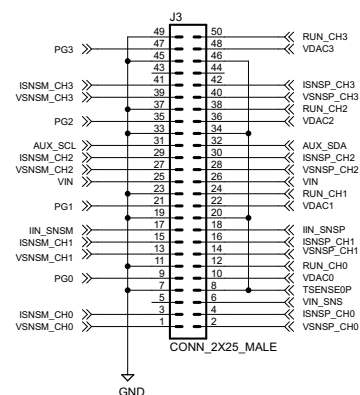 J3
49 50 RUN_CH3
PG3 47 48 VDAC3
45 46
43 44
ISNSM_CH3 41 42 ISNSP_CH3
VSNSM_CH3 39 40 VSNSP_CH3
37 38 RUN_CH2
PG2 35 36 VDAC2
33 34
AUX_SCL 31 32 AUX_SDA
ISNSM_CH2 29 30 ISNSP_CH2
VSNSM_CH2 27 28 VSNSP_CH2
VIN 25 26 VIN
23 24 RUN_CH1
PG1 21 22 VDAC1
19 20
IIN_SNSM 17 18 IIN_SNSP
ISNSM_CH1 15 16 ISNSP_CH1
VSNSM_CH1 13 14 VSNSP_CH1
11 12 RUN_CH0
PG0 9 10 VDAC0
7 8 TSENSE0P
5 6 VIN_SNS
ISNSM_CH0 3 4 ISNSP_CH0
VSNSM_CH0 1 2 VSNSP_CH0
CONN_2X25_MALE
GND